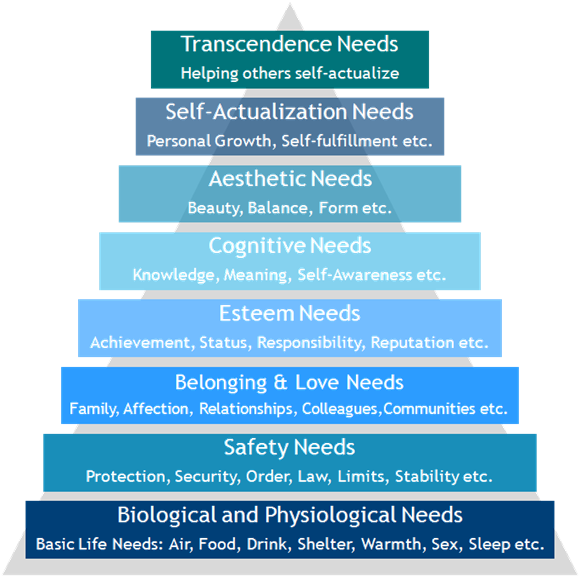 Transcendence Needs
Helping others self-actualize
Self-Actualization Needs
Personal Growth, Self-fulfillment etc.
Aesthetic Needs
Beauty, Balance, Form etc.
Cognitive Needs
Knowledge, Meaning, Self-Awareness etc.
Esteem Needs
Achievement, Status, Responsibility, Reputation etc.
Belonging & Love Needs
Family, Affection, Relationships, Colleagues,Communities etc.
Safety Needs
Protection, Security, Order, Law, Limits, Stability etc.
Biological and Physiological Needs
Basic Life Needs: Air, Food, Drink, Shelter, Warmth, Sex, Sleep etc.